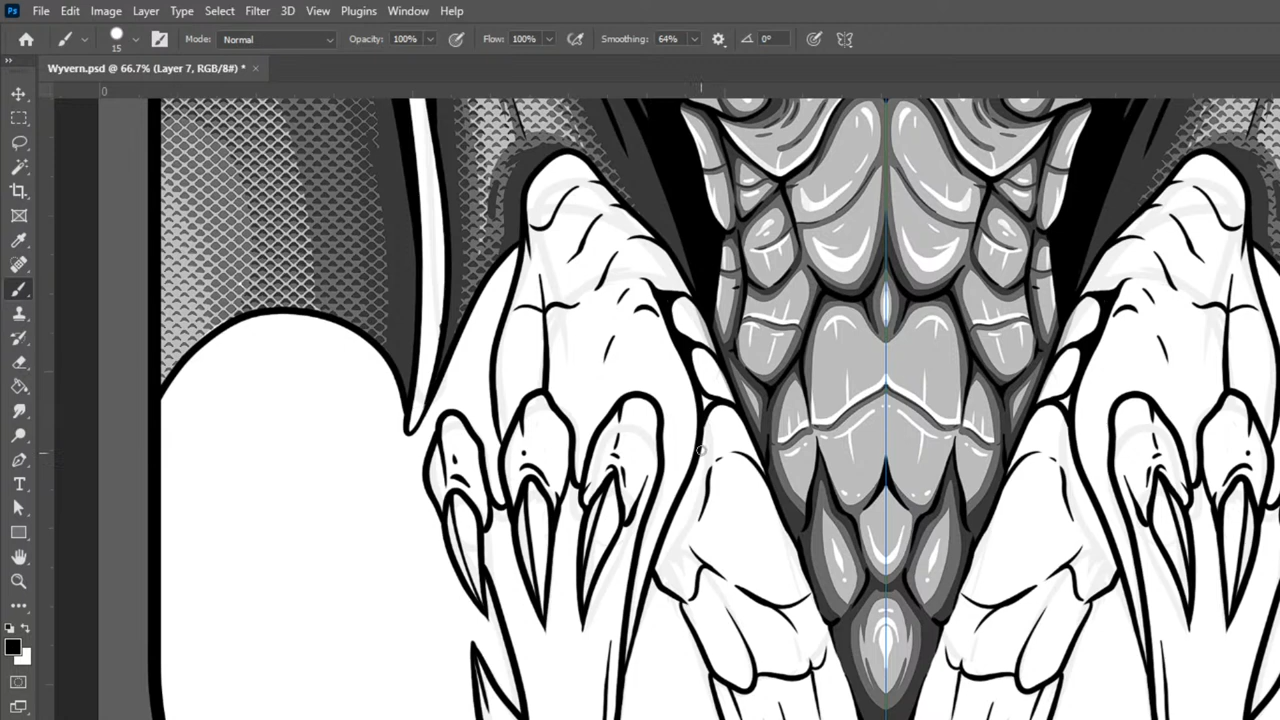 Ps File Edit Image Layer Type Select Filter 3D View Plugins Window Help
15 Mode: Normal Opacity: 100% Flow: 100% Smoothing: 64% 0°
Wyvern.psd @ 66.7% (Layer 7, RGB/8#) * ×
0
T